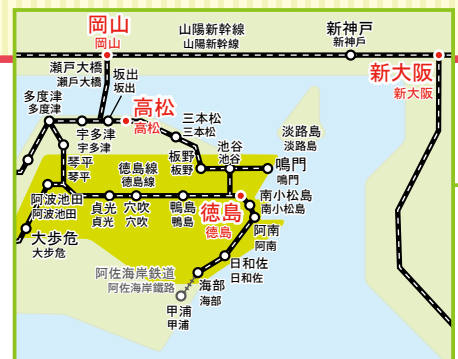 岡山
岡山
山陽新幹線
山陽新幹線
新神戸
新神戶
新大阪
新大阪
瀬戸大橋
瀨戶大橋
坂出
坂出
多度津
多度津
高松
高松
宇多津
宇多津
三本松
三本松
淡路島
淡路島
琴平
琴平
池谷
池谷
板野
板野
鳴門
鳴門
徳島線
德島線
阿波池田
阿波池田
貞光
貞光
穴吹
穴吹
鴨島
鴨島
徳島
德島
南小松島
南小松島
阿南
阿南
大歩危
大步危
日和佐
日和佐
阿佐海岸鉄道
阿佐海岸鐵路
海部
海部
甲浦
甲浦